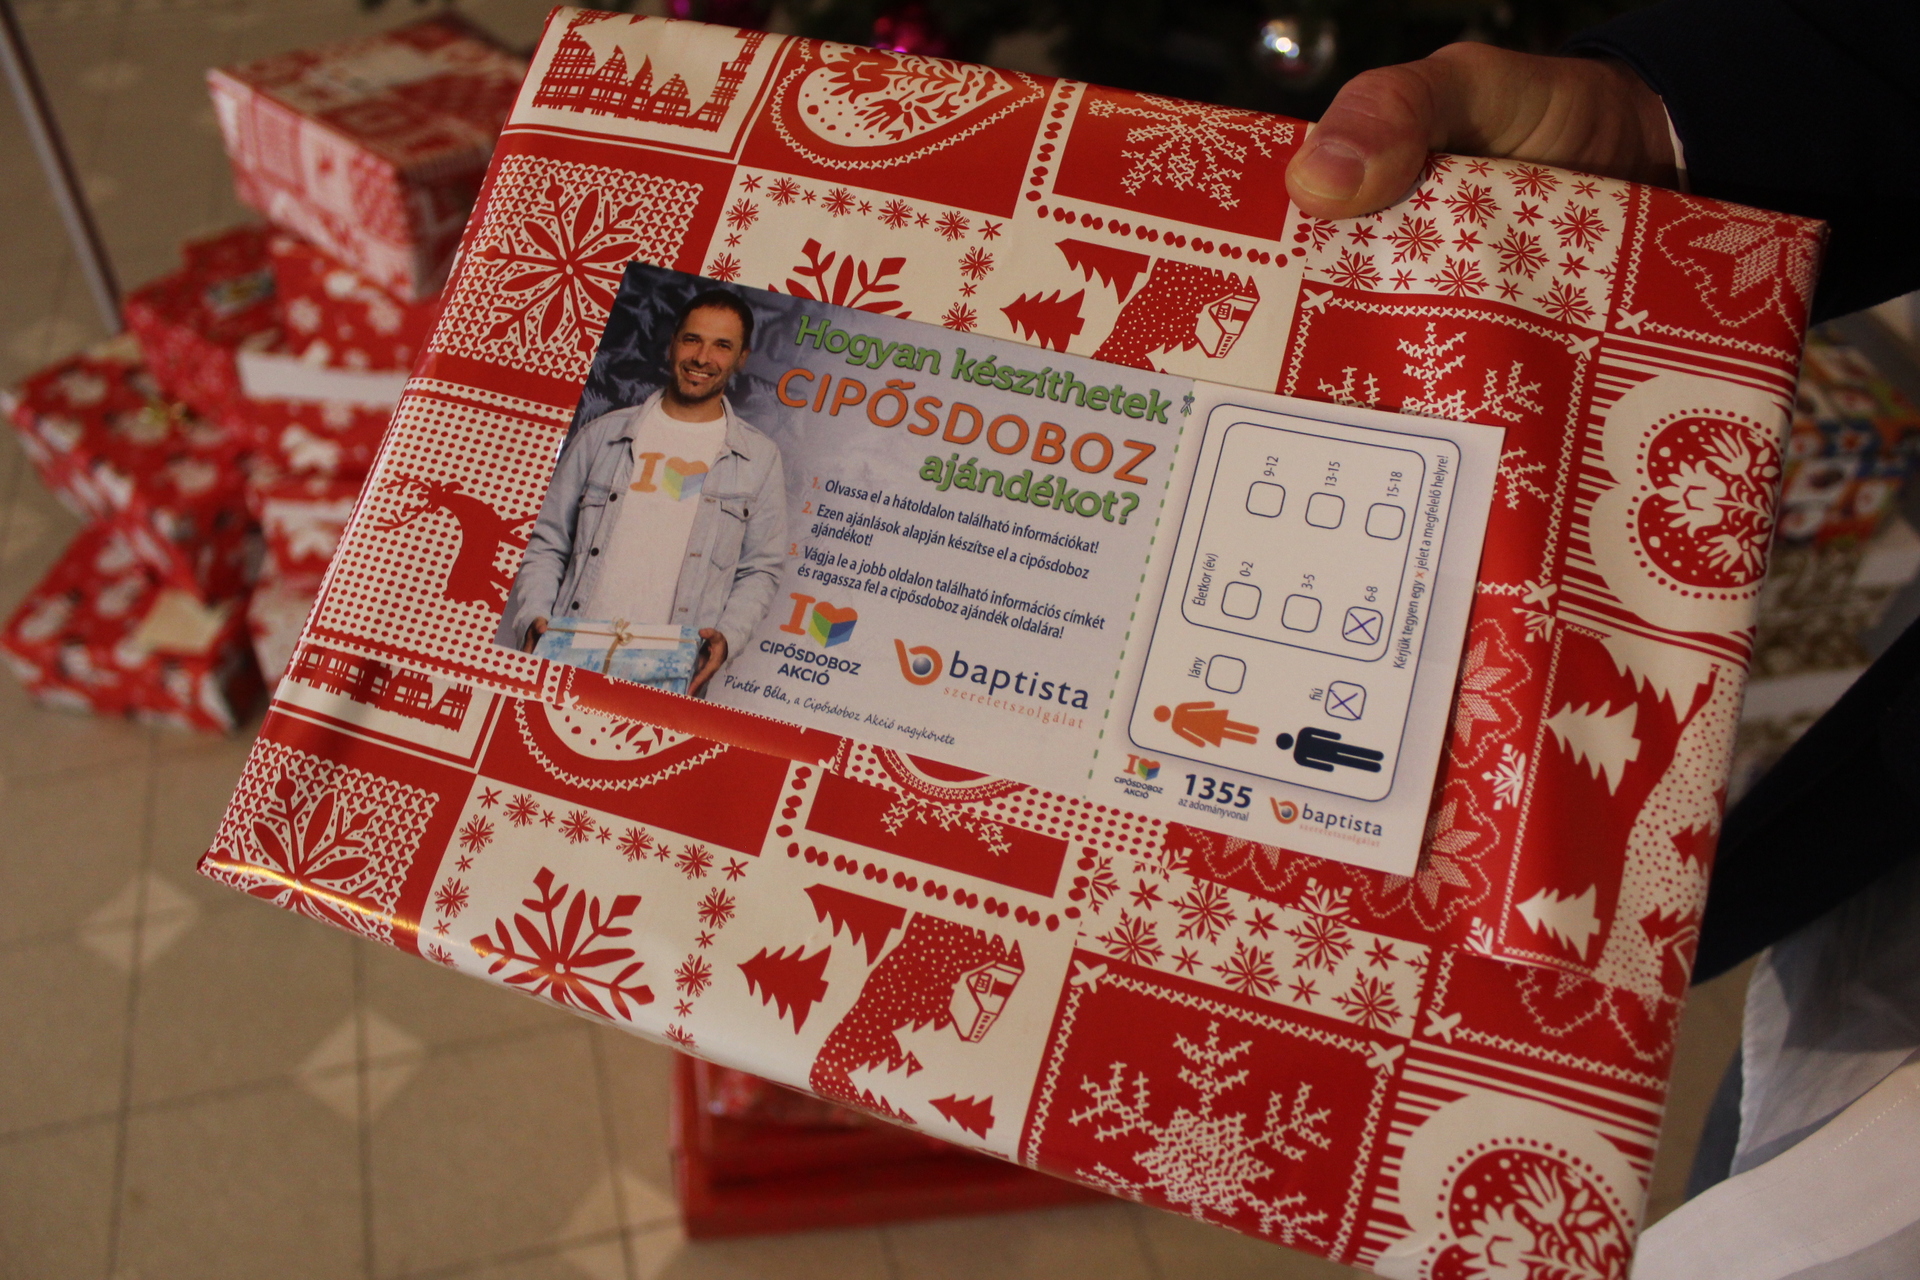 Hogyan készíthetek
CIPŐSDOBOZ
ajándékot?
1. Olvassa el a hátoldalon található információkat!
2. Ezen ajánlások alapján készítse el a cipősdoboz
ajándékot!
3. Vágja le a jobb oldalon található információs címkét
és ragassza fel a cipősdoboz ajándék oldalára!
I
I
CIPŐSDOBOZ
AKCIÓ
baptista
szeretetszolgálat
Pintér Béla, a Cipősdoboz Akció nagykövete
lány
fiú
Életkor (év)
0-2
3-5
6-8
9-12
13-15
15-18
Kérjük tegyen egy x jelet a megfelelő helyre!
I
CIPŐSDOBOZ
AKCIÓ
1355
az adományvonal
baptista
szeretetszolgálat